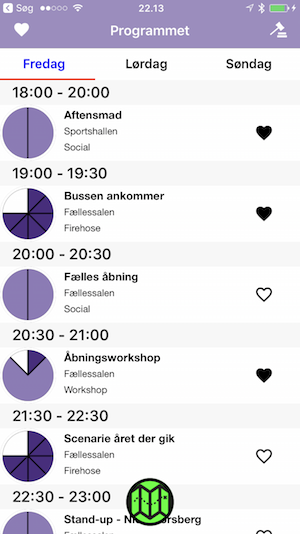 Søg
22.13
Programmet
Fredag
Lørdag
Søndag
18:00 - 20:00
Aftensmad
Sportshallen
Social
19:00 - 19:30
Bussen ankommer
Fællessalen
Firehose
20:00 - 20:30
Fælles åbning
Fællessalen
Social
20:30 - 21:00
Åbningsworkshop
Fællessalen
Workshop
21:30 - 22:30
Scenarie året der gik
Fællessalen
Firehose
22:30 - 23:00
Stand-up -